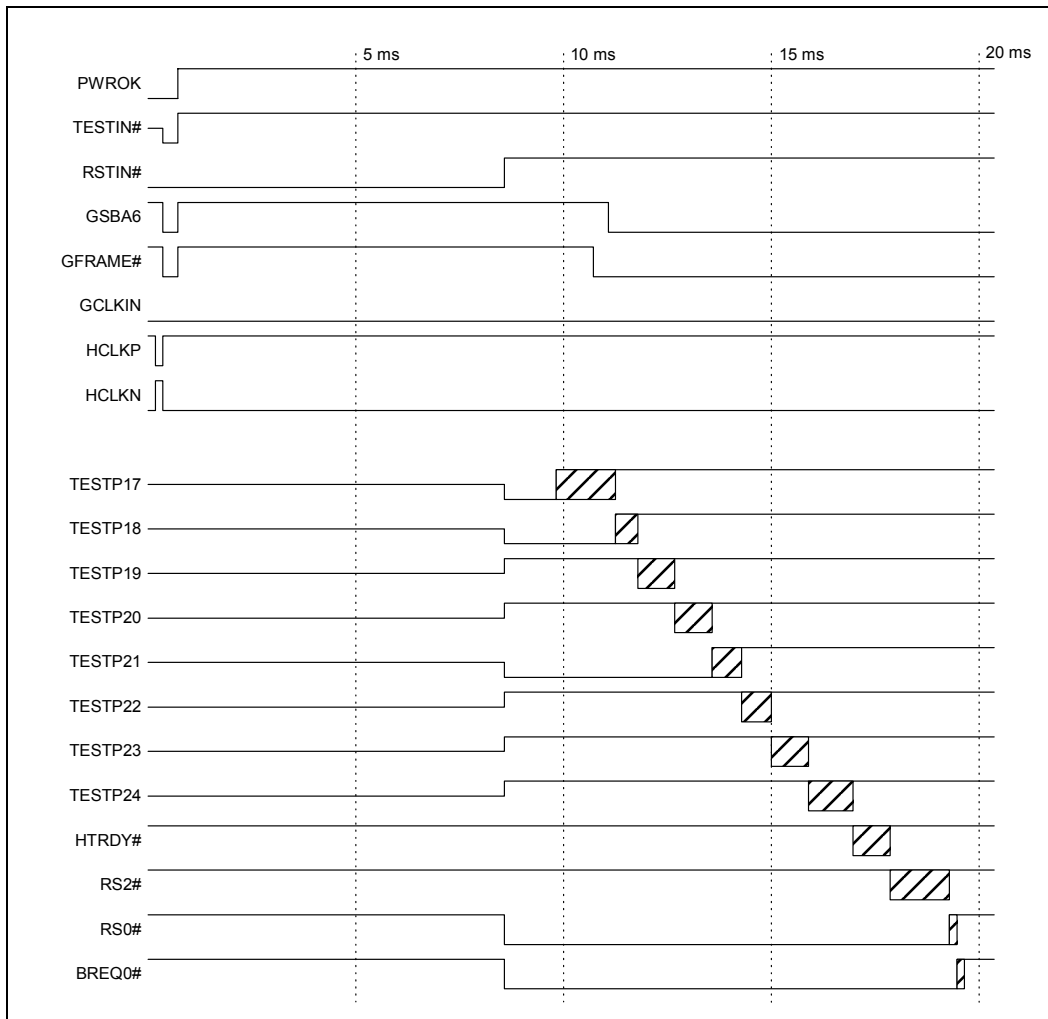 5 ms 10 ms 15 ms 20 ms
PWROK
TESTIN#
RSTIN#
GSBA6
GFRAME#
GCLKIN
HCLKP
HCLKN
TESTP17
TESTP18
TESTP19
TESTP20
TESTP21
TESTP22
TESTP23
TESTP24
HTRDY#
RS2#
RS0#
BREQ0#